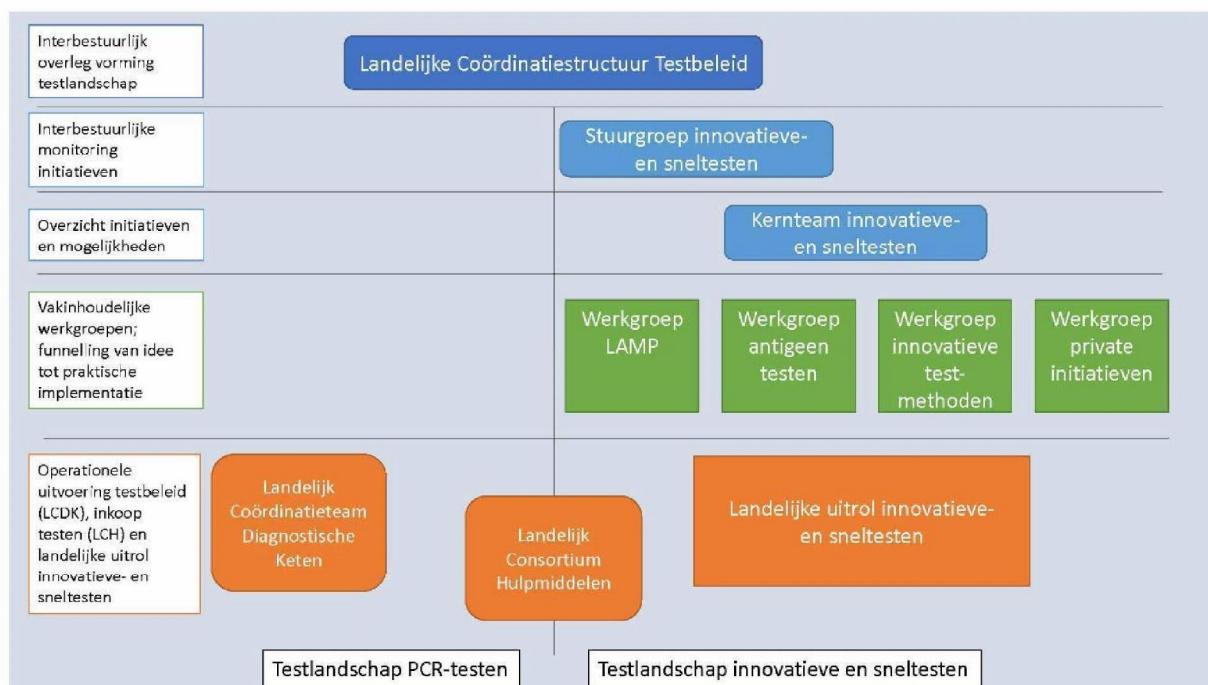 Interbestuurlijk
overleg vorming
testlandschap
Landelijke Coördinatiestructuur Testbeleid
Interbestuurlijke
monitoring
initiatieven
Stuurgroep innovatieve-
en sneltesten
Overzicht initiatieven
en mogelijkheden
Kernteam innovatieve-
en sneltesten
Vakinhoudelijke
werkgroepen;
funnelling van idee
tot praktische
implementatie
Werkgroep
LAMP
Werkgroep
antigeen
testen
Werkgroep
innovatieve
test-
methoden
Werkgroep
private
initiatieven
Operationele
uitvoering testbeleid
(LCDK), inkoop
testen (LCH) en
landelijke uitrol
innovatieve- en
sneltesten
Landelijk
Coördinatieteam
Diagnostische
Keten
Landelijk
Consortium
Hulpmiddelen
Landelijke uitrol innovatieve-
en sneltesten
Testlandschap PCR-testen
Testlandschap innovatieve en sneltesten